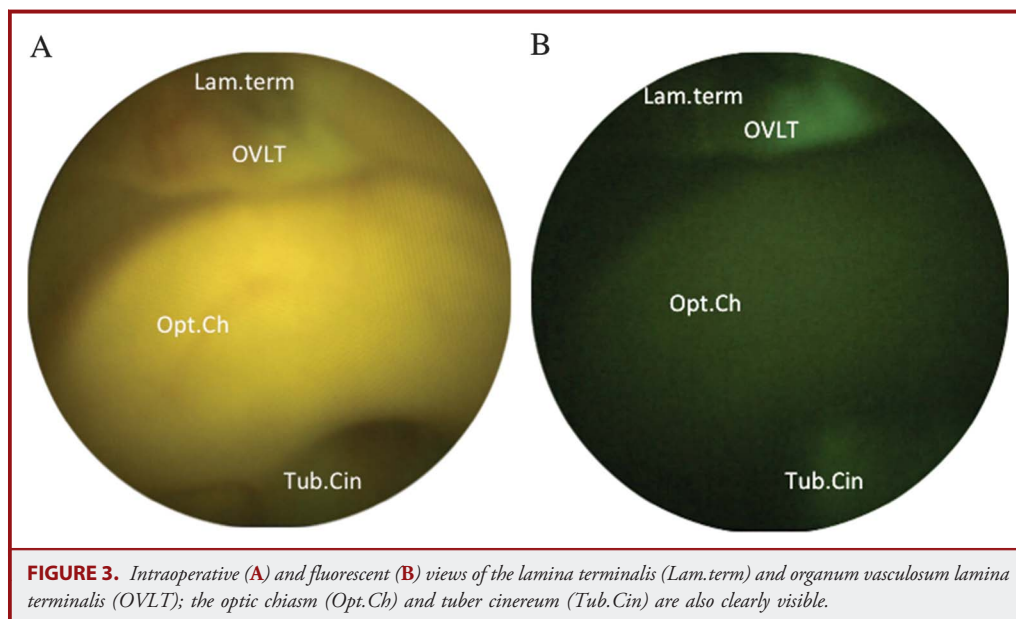 A
B
Lam.term
OVLT
Opt.Ch
Tub.Cin
Lam.term
OVLT
Opt.Ch
Tub.Cin
FIGURE 3. Intraoperative (A) and fluorescent (B) views of the lamina terminalis (Lam.term) and organum vasculosum lamina
terminalis (OVLT); the optic chiasm (Opt.Ch) and tuber cinereum (Tub.Cin) are also clearly visible.